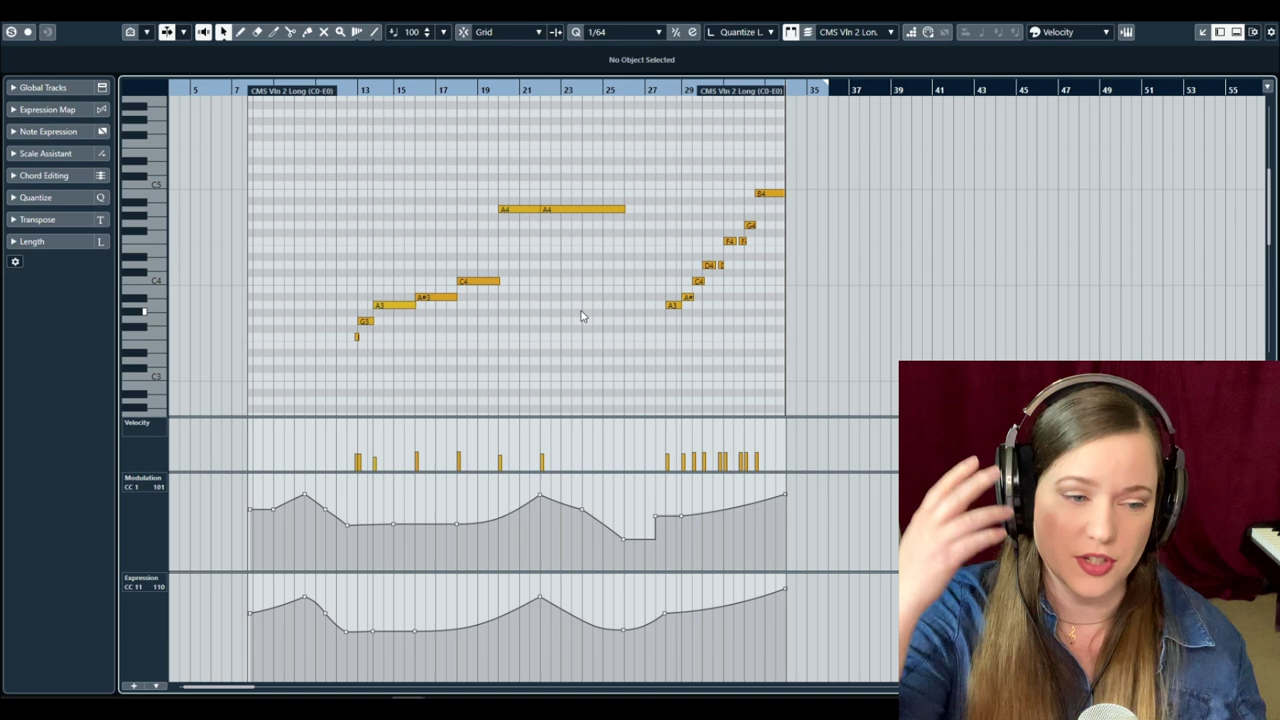 100 Grid 1/64 Quantize L. CMS Vln 2 Lon. Velocity
No Object Selected
Global Tracks
Expression Map
Note Expression
Scale Assistant
Chord Editing
Quantize Q
Transpose T
Length L
5 7 CMS Vln 2 Long (C0-E0) 13 15 17 19 21 23 25 27 29 CMS Vln 2 Long (C0-E0) 35 37 39 41 43 45 47 49 51 53 55
C5
B4
A4 A4
G4
F4
D4
C4
C4 C4
A#3 A#
A3 A3
G3
C3
Velocity
Modulation
CC 1 101
Expression
CC 11 110